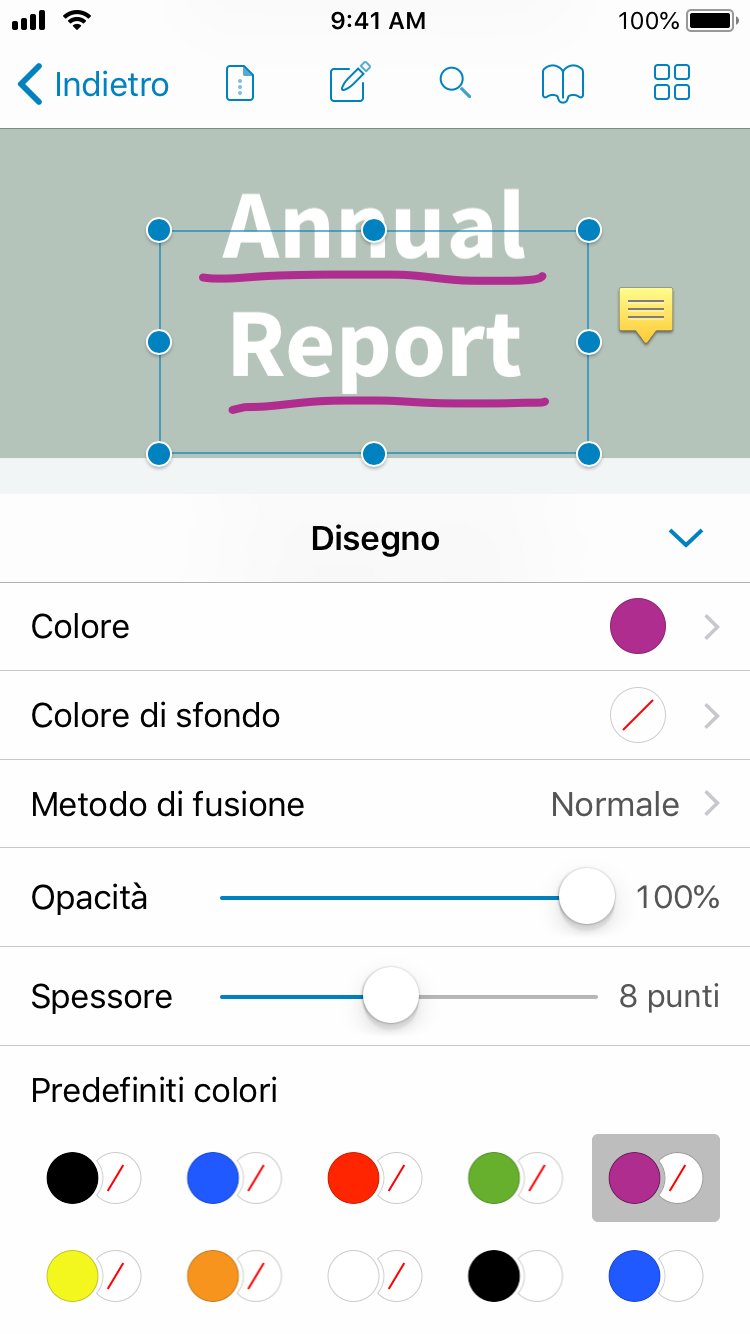 9:41 AM 100%
Indietro
Annual
Report
Disegno
Colore
Colore di sfondo
Metodo di fusione Normale
Opacità 100%
Spessore 8 punti
Predefiniti colori